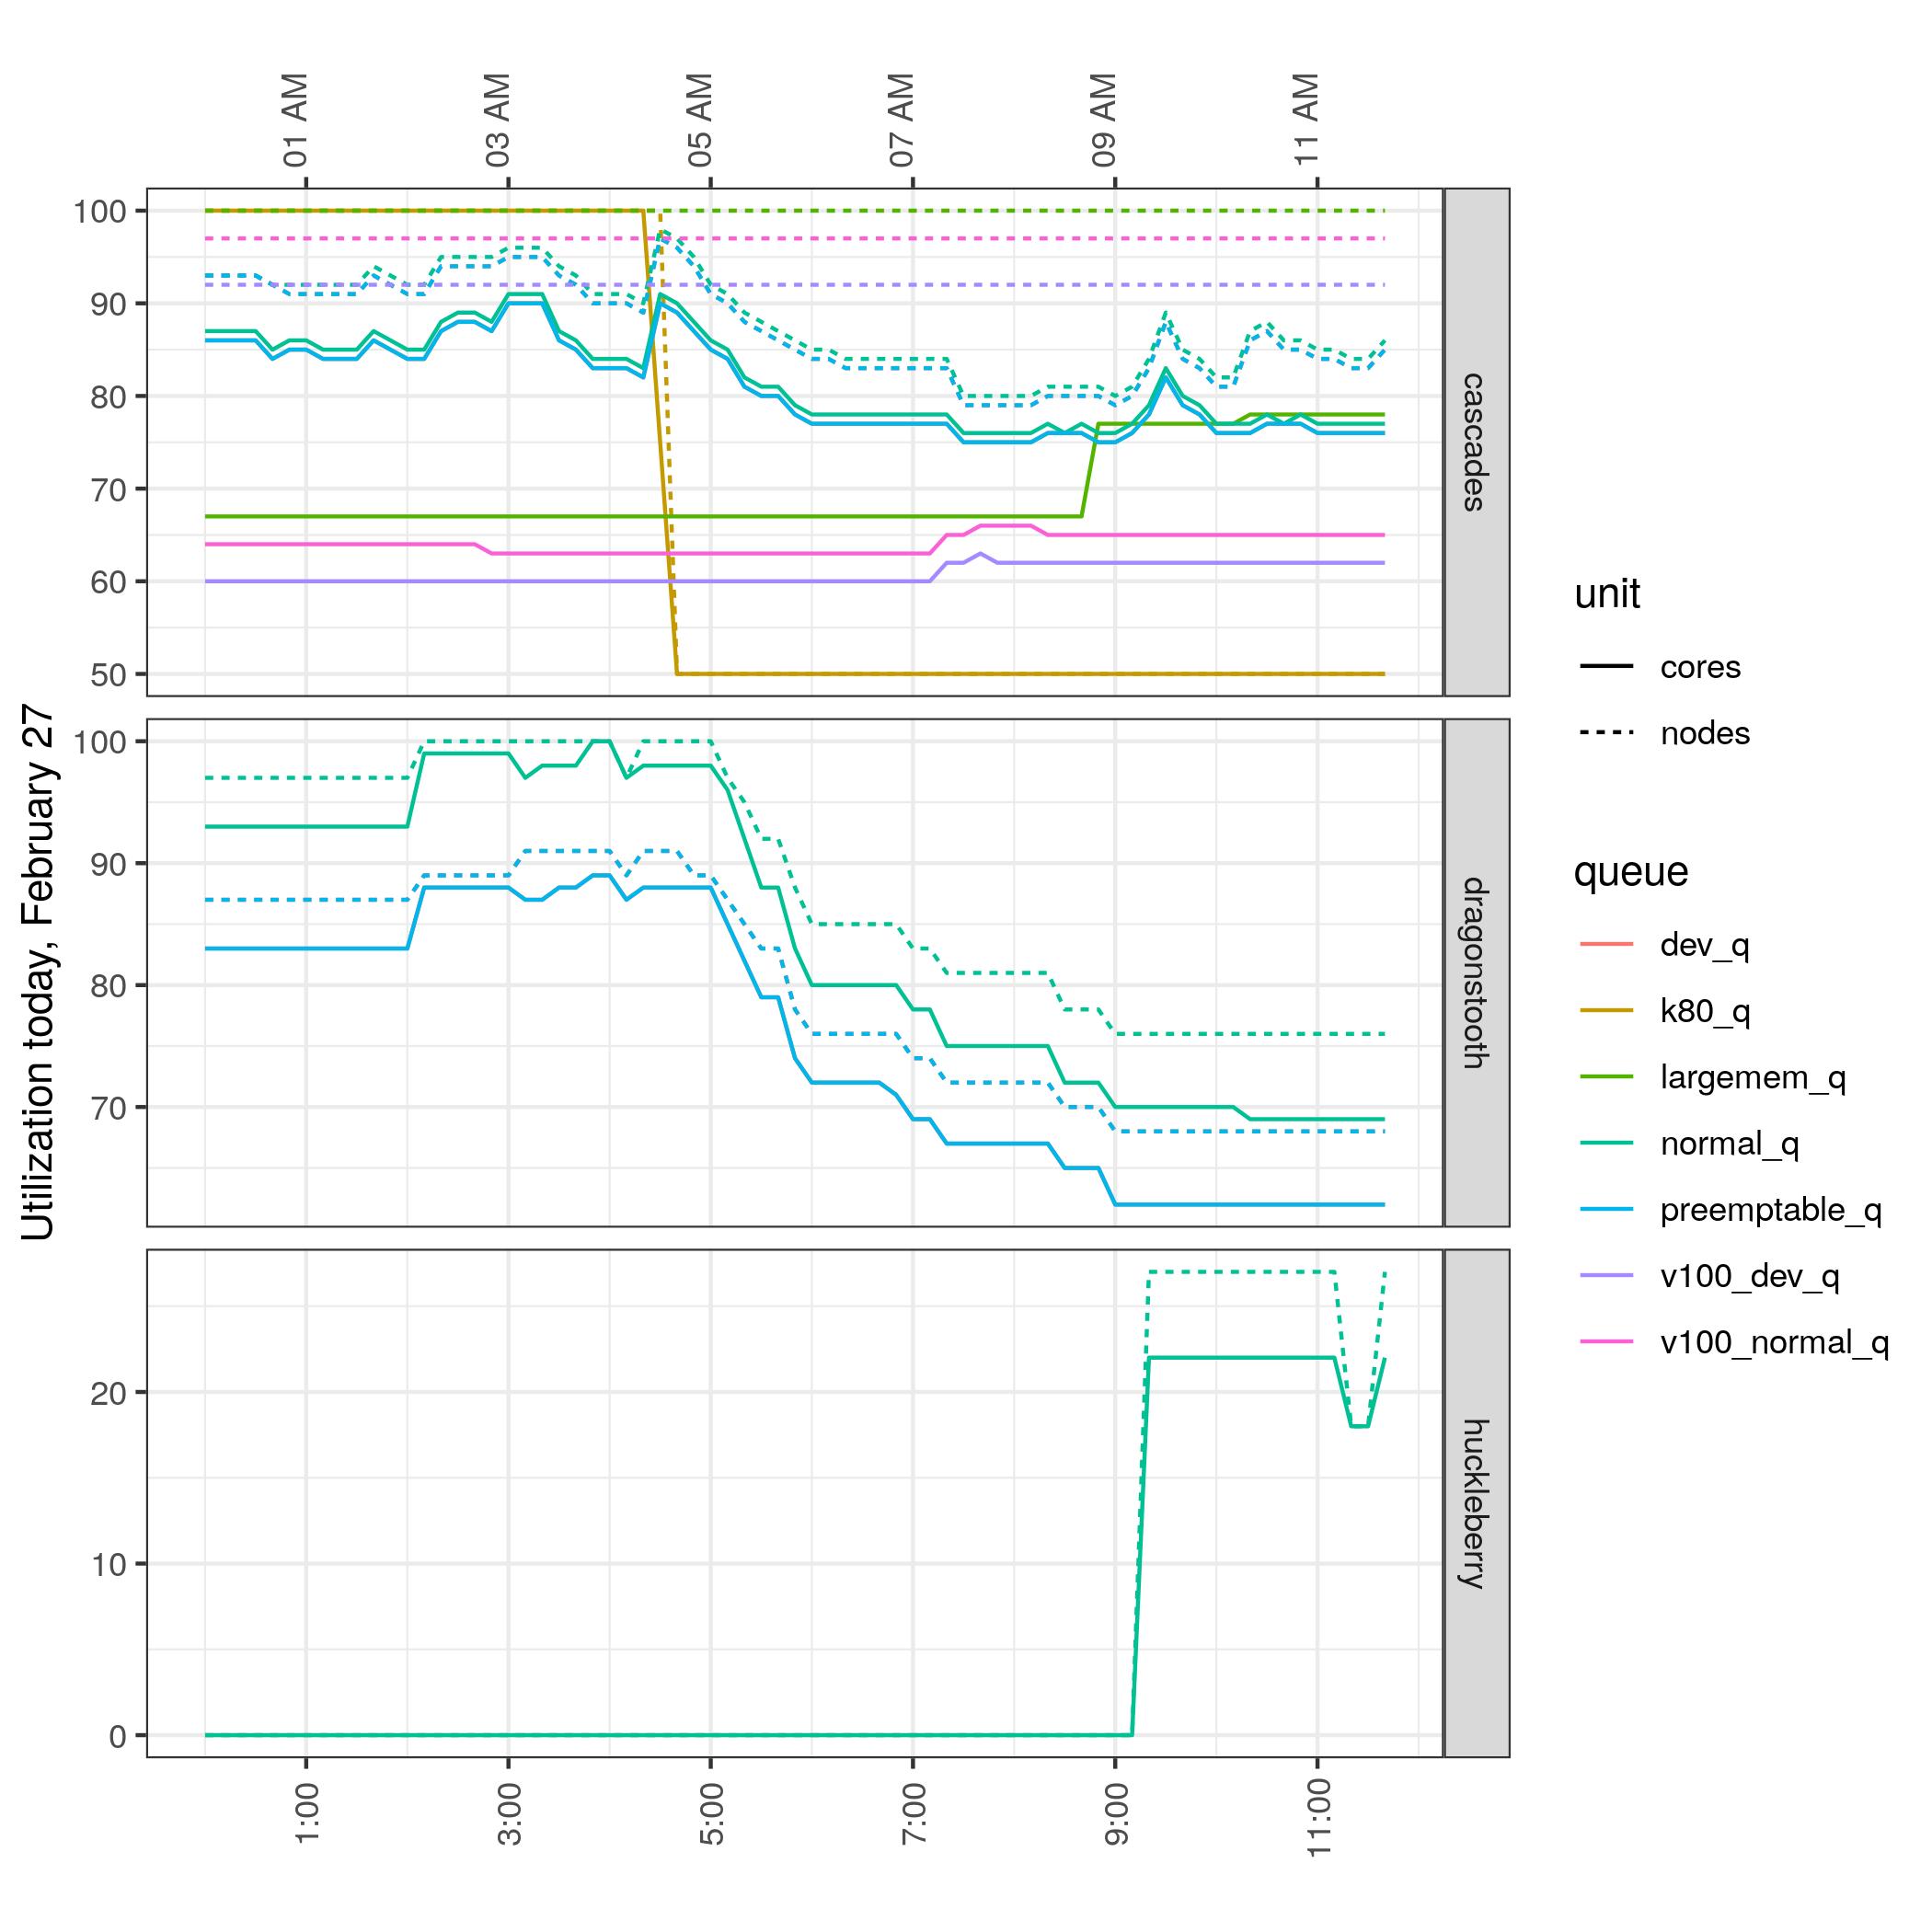 01 AM
03 AM
05 AM
07 AM
09 AM
11 AM
Utilization today, February 27
100
90
80
70
60
50
cascades
100
90
80
70
dragonstooth
20
10
0
huckleberry
1:00
3:00
5:00
7:00
9:00
11:00
unit
cores
nodes
queue
dev_q
k80_q
largemem_q
normal_q
preemptable_q
v100_dev_q
v100_normal_q